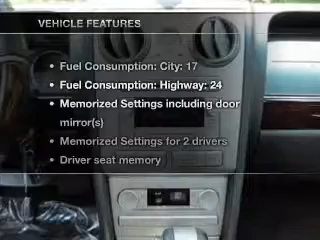 VEHICLE FEATURES
• Fuel Consumption: City: 17
• Fuel Consumption: Highway: 24
• Memorized Settings including door
mirror(s)
• Memorized Settings for 2 drivers
• Driver seat memory